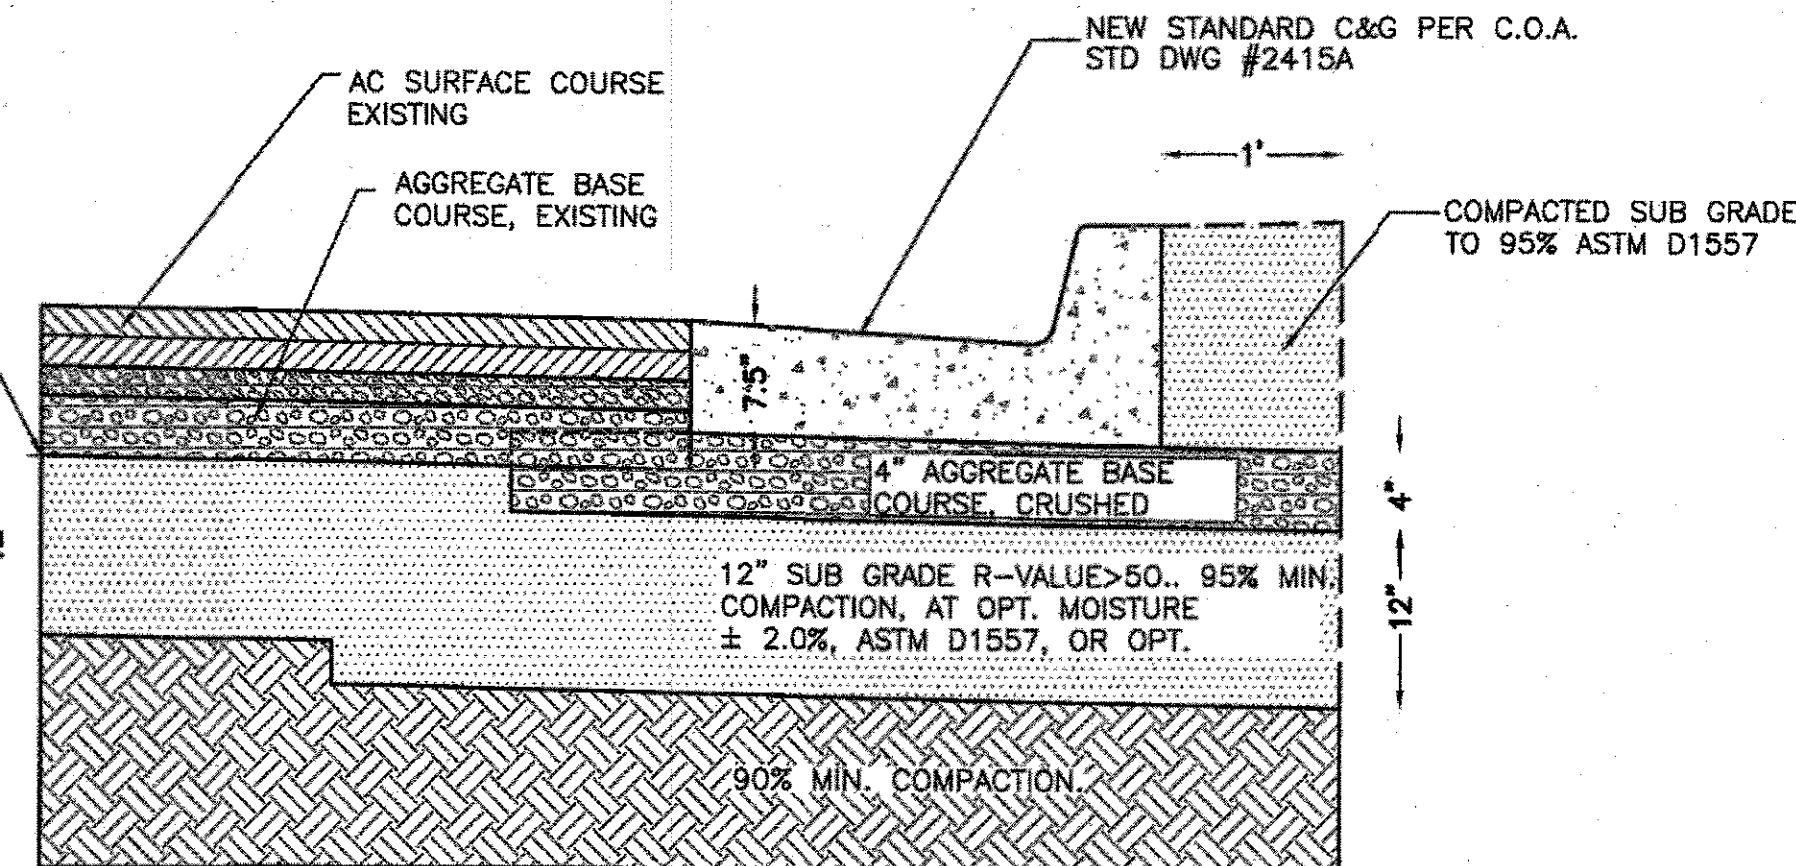 NEW STANDARD C&G PER C.O.A.
STD DWG #2415A
AC SURFACE COURSE
EXISTING
1'
AGGREGATE BASE
COURSE, EXISTING
COMPACTED SUB GRADE
TO 95% ASTM D1557
7.5"
4" AGGREGATE BASE
COURSE, CRUSHED
4"
12" SUB GRADE R-VALUE>50.. 95% MIN.
COMPACTION, AT OPT. MOISTURE
± 2.0%, ASTM D1557, OR OPT.
12"
90% MIN. COMPACTION.